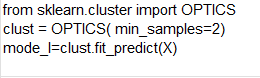 from sklearn.cluster import OPTICS
clust = OPTICS( min_samples=2)
mode_l=clust.fit_predict(X)